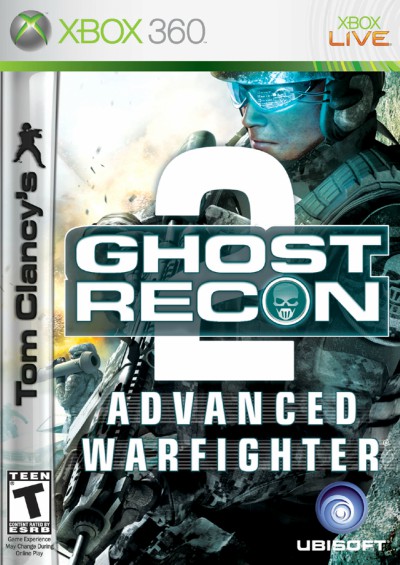 XBOX 360
XBOX
LIVE
Tom Clancy's
2
GHOST
RECON
ADVANCED
WARFIGHTER
TEEN
T
CONTENT RATED BY
ESRB
Game Experience
May Change During
Online Play
UBISOFT